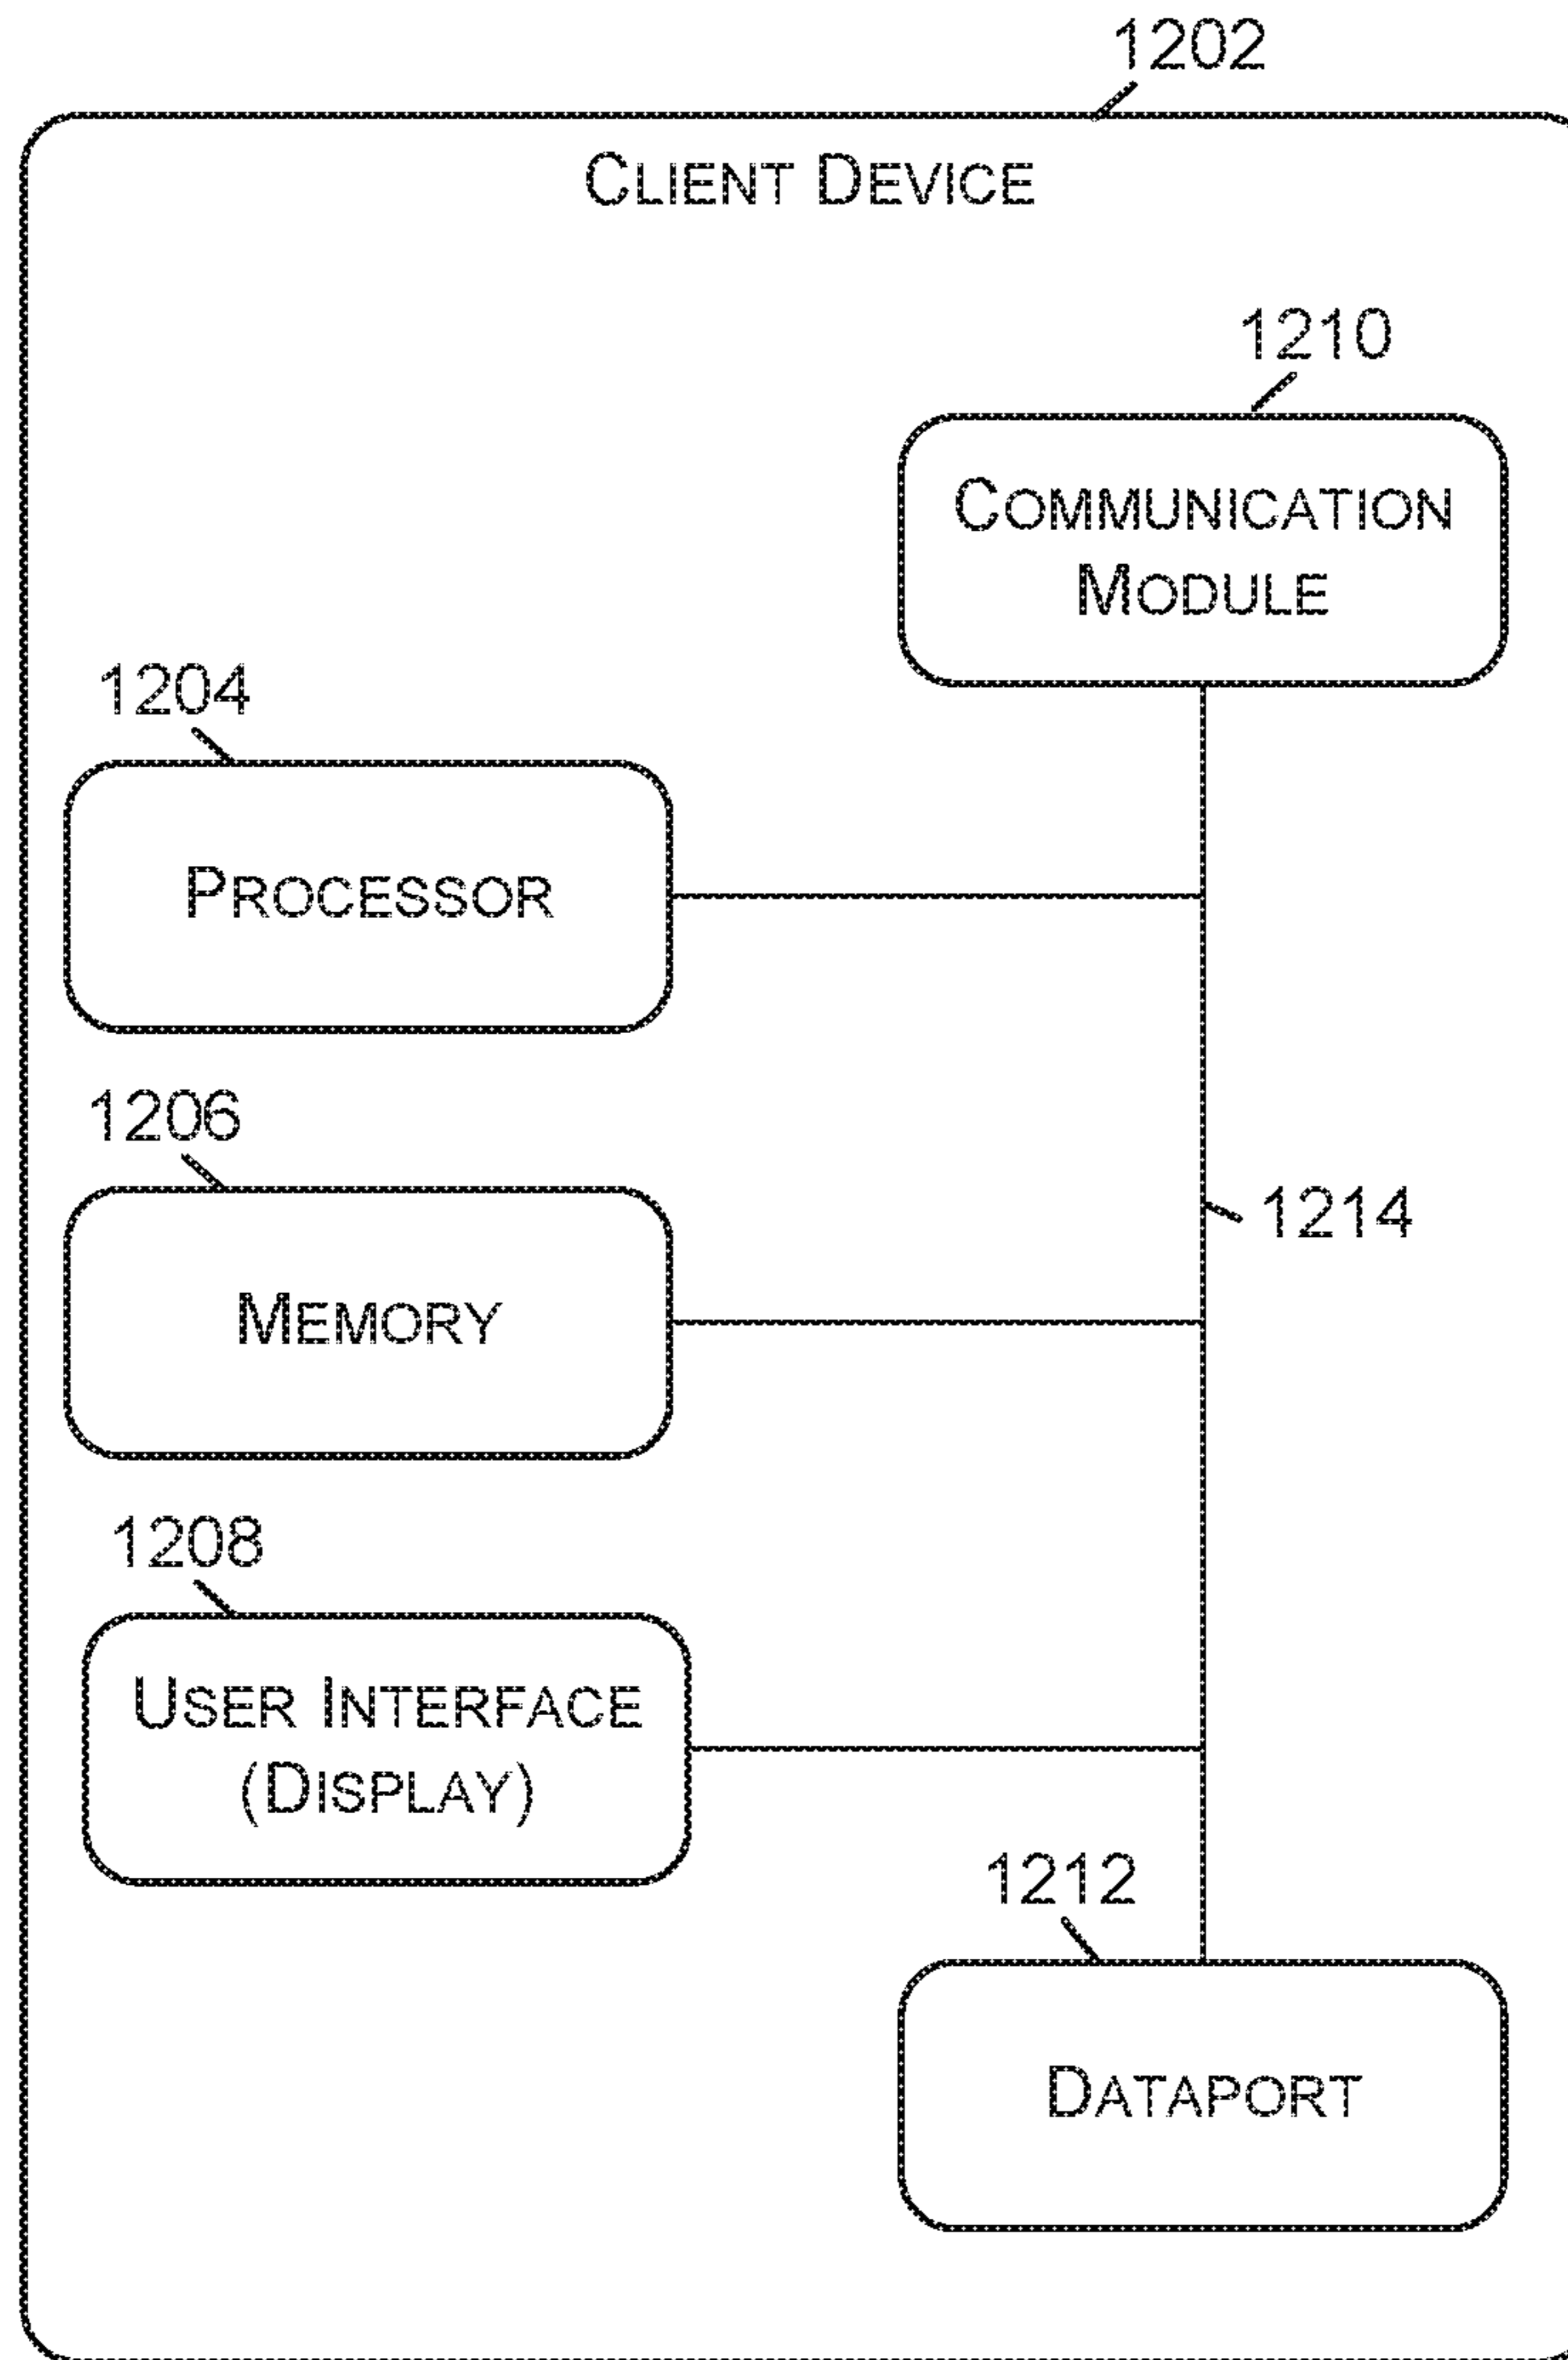 1202
CLIENT DEVICE
1210
COMMUNICATION
MODULE
1204
PROCESSOR
1206
1214
MEMORY
1208
USER INTERFACE
(DISPLAY)
1212
DATAPORT